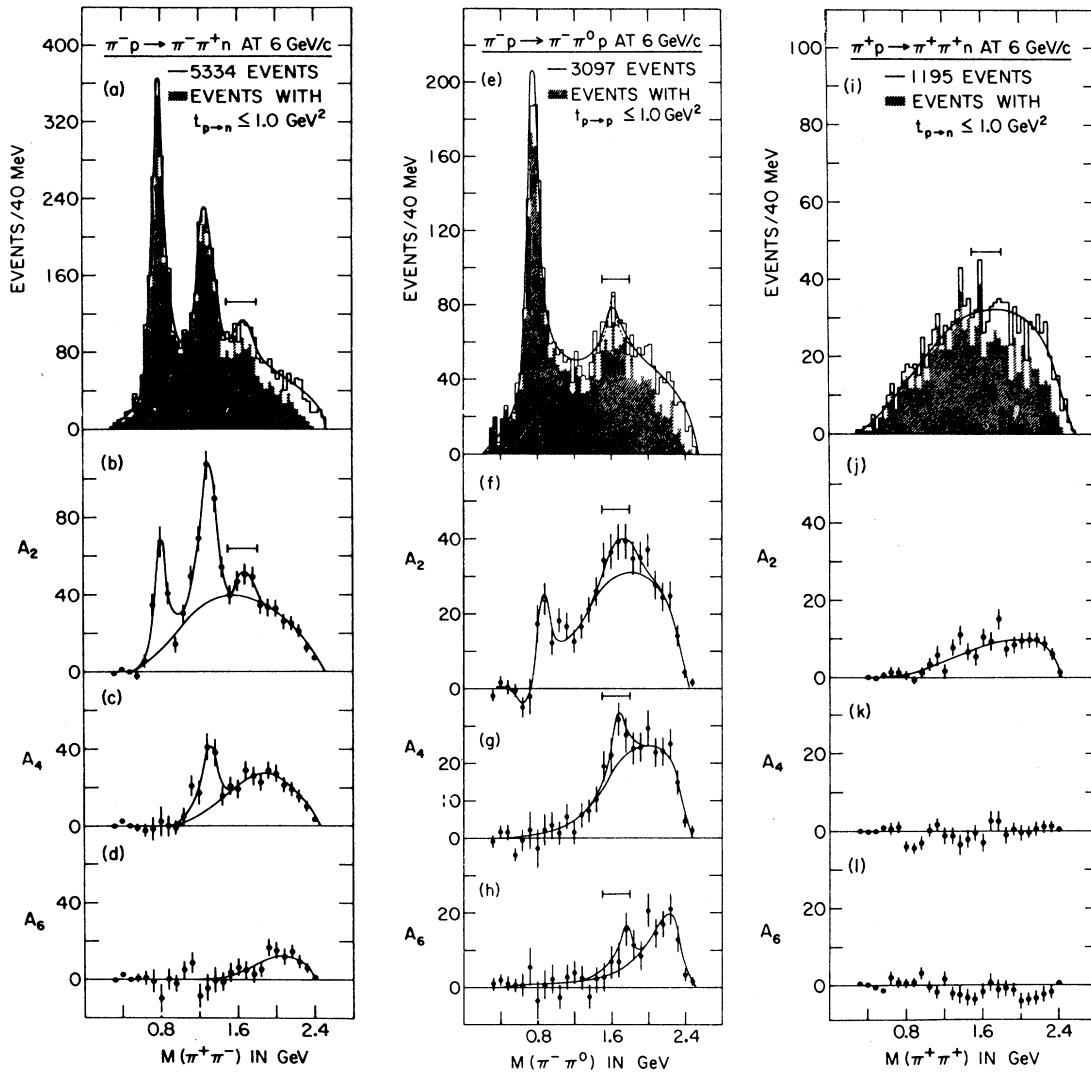 π⁻p → π⁻π⁺n AT 6 GeV/c
— 5334 EVENTS
EVENTS WITH
t p→n ≤ 1.0 GeV²
(a)
EVENTS/40 MeV
400
360
320
240
160
80
0
(b)
A₂
80
40
0
(c)
A₄
40
20
0
(d)
A₆
40
20
0
0.8 1.6 2.4
M (π⁺π⁻) IN GeV
π⁻p → π⁻π⁰p AT 6 GeV/c
(e)
— 3097 EVENTS
EVENTS WITH
t p→p ≤ 1.0 GeV²
EVENTS/40 MeV
200
160
120
80
40
0
(f)
A₂
40
20
0
(g)
A₄
40
20
0
(h)
A₆
20
0
0.8 1.6 2.4
M (π⁻π⁰) IN GeV
π⁺p → π⁺π⁺n AT 6 GeV/c
(i)
— 1195 EVENTS
EVENTS WITH
t p→n ≤ 1.0 GeV²
EVENTS/40 MeV
100
80
60
40
20
0
(j)
A₂
40
20
0
(k)
A₄
20
0
(l)
A₆
20
0
0.8 1.6 2.4
M (π⁺π⁺) IN GeV